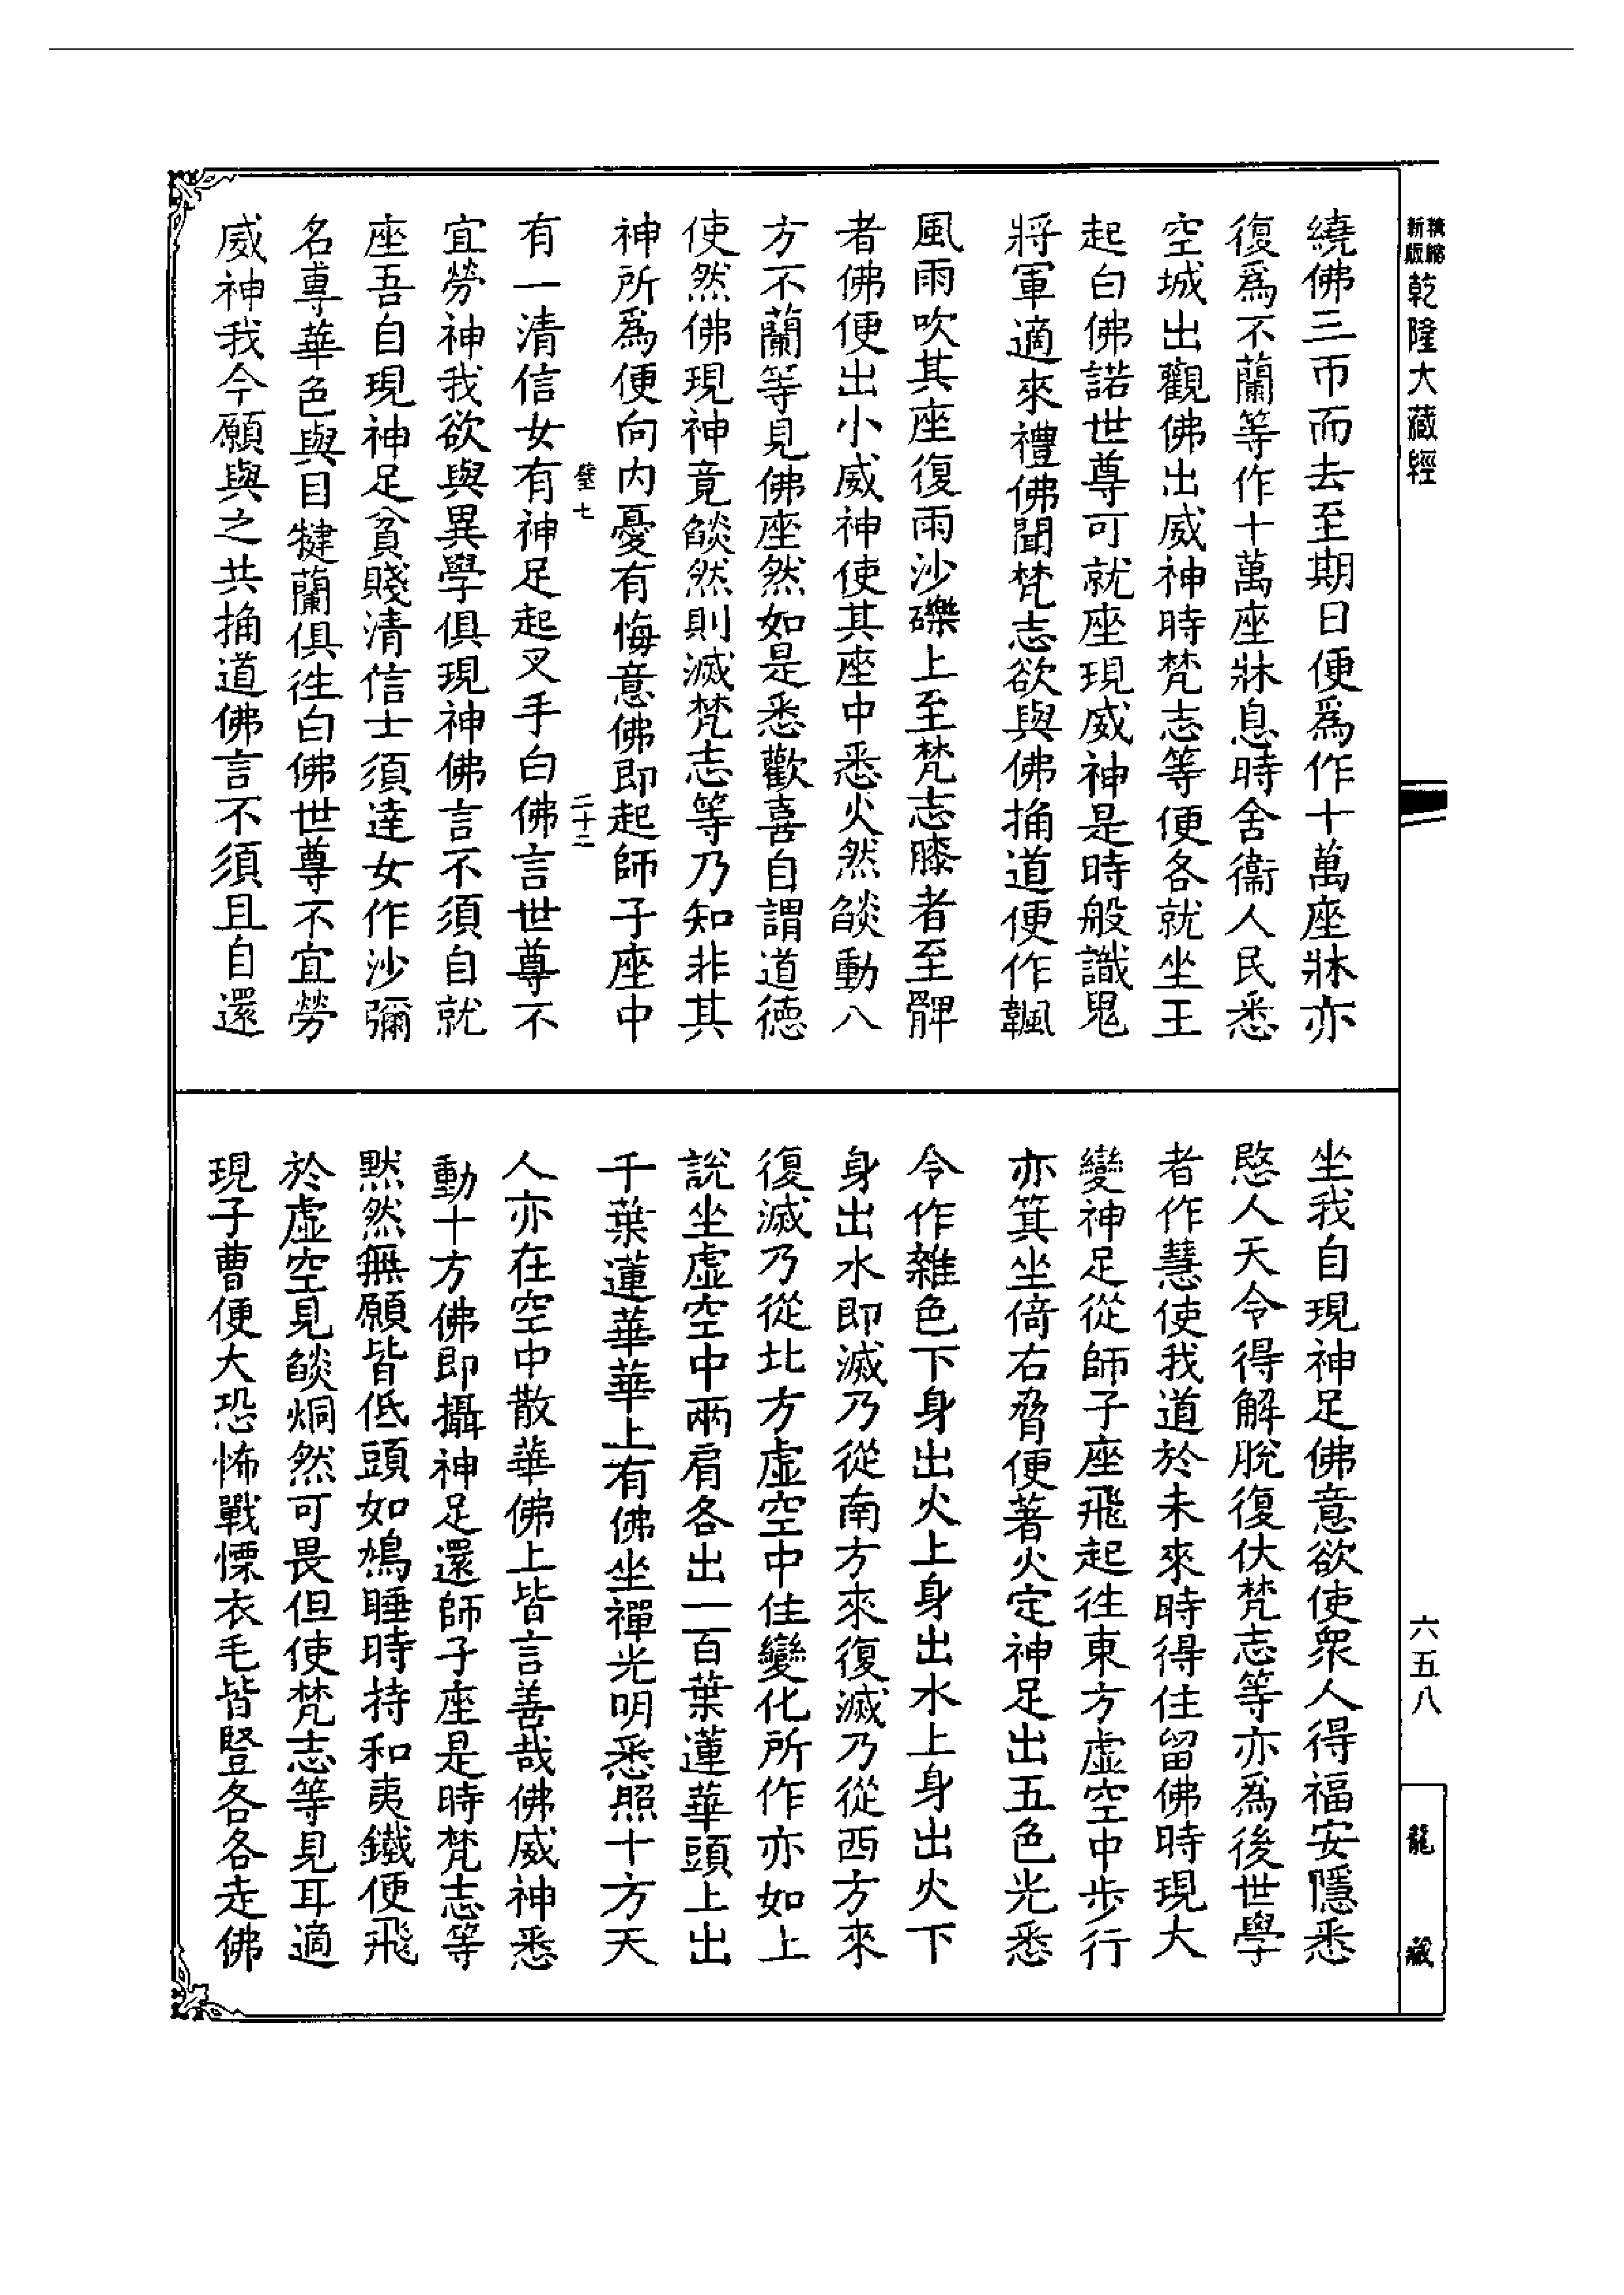 新版精縮乾隆大藏經
六五八
龍藏
繞佛三帀而去至期日便爲作十萬座牀亦
復爲不蘭等作十萬座牀息時舍衞人民悉
空城出觀佛出威神時梵志等便各就坐王
起白佛諾世尊可就座現威神是時般識鬼
將軍適來禮佛聞梵志欲與佛捔道便作颿
風雨吹其座復雨沙礫上至梵志膝者至髀
者佛便出小威神使其座中悉火然燄動八
方不蘭等見佛座然如是悉歡喜自謂道德
使然佛現神竟燄然則滅梵志等乃知非其
神所爲便向内憂有悔意佛即起師子座中
璧七 二十二
有一清信女有神足起叉手白佛言世尊不
宜勞神我欲與異學俱現神佛言不須自就
座吾自現神足貧賤清信士須達女作沙彌
名專華色與目犍蘭俱往白佛世尊不宜勞
威神我今願與之共捔道佛言不須且自還
坐我自現神足佛意欲使衆人得福安隱悉
愍人天令得解脫復伏梵志等亦爲後世學
者作慧使我道於未來時得住留佛時現大
變神足從師子座飛起往東方虛空中步行
亦箕坐倚右脅便著火定神足出五色光悉
令作雜色下身出火上身出水上身出火下
身出水即滅乃從南方來復滅乃從西方來
復滅乃從北方虛空中住變化所作亦如上
說坐虛空中兩肩各出一百葉蓮華頭上出
千葉蓮華華上有佛坐禪光明悉照十方天
人亦在空中散華佛上皆言善哉佛威神悉
動十方佛即攝神足還師子座是時梵志等
默然無願皆低頭如鳩睡時持和夷鐵便飛
於虛空見燄炯然可畏但使梵志等見耳適
現子曹便大恐怖戰慄衣毛皆豎各各走佛